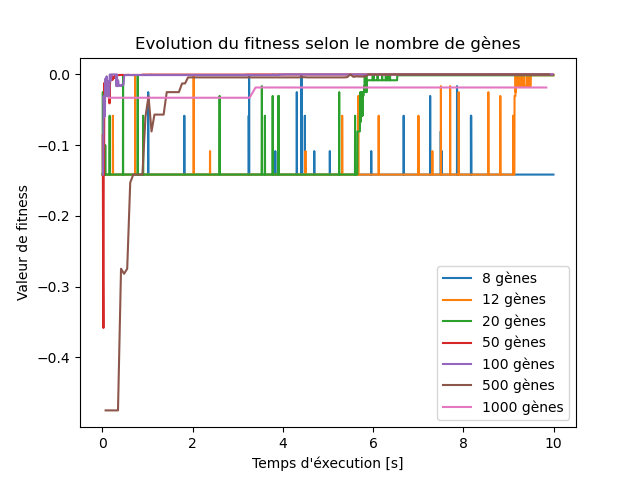 Evolution du fitness selon le nombre de gènes
Valeur de fitness
0.0
−0.1
−0.2
−0.3
−0.4
8 gènes
12 gènes
20 gènes
50 gènes
100 gènes
500 gènes
1000 gènes
0 2 4 6 8 10
Temps d'éxecution [s]